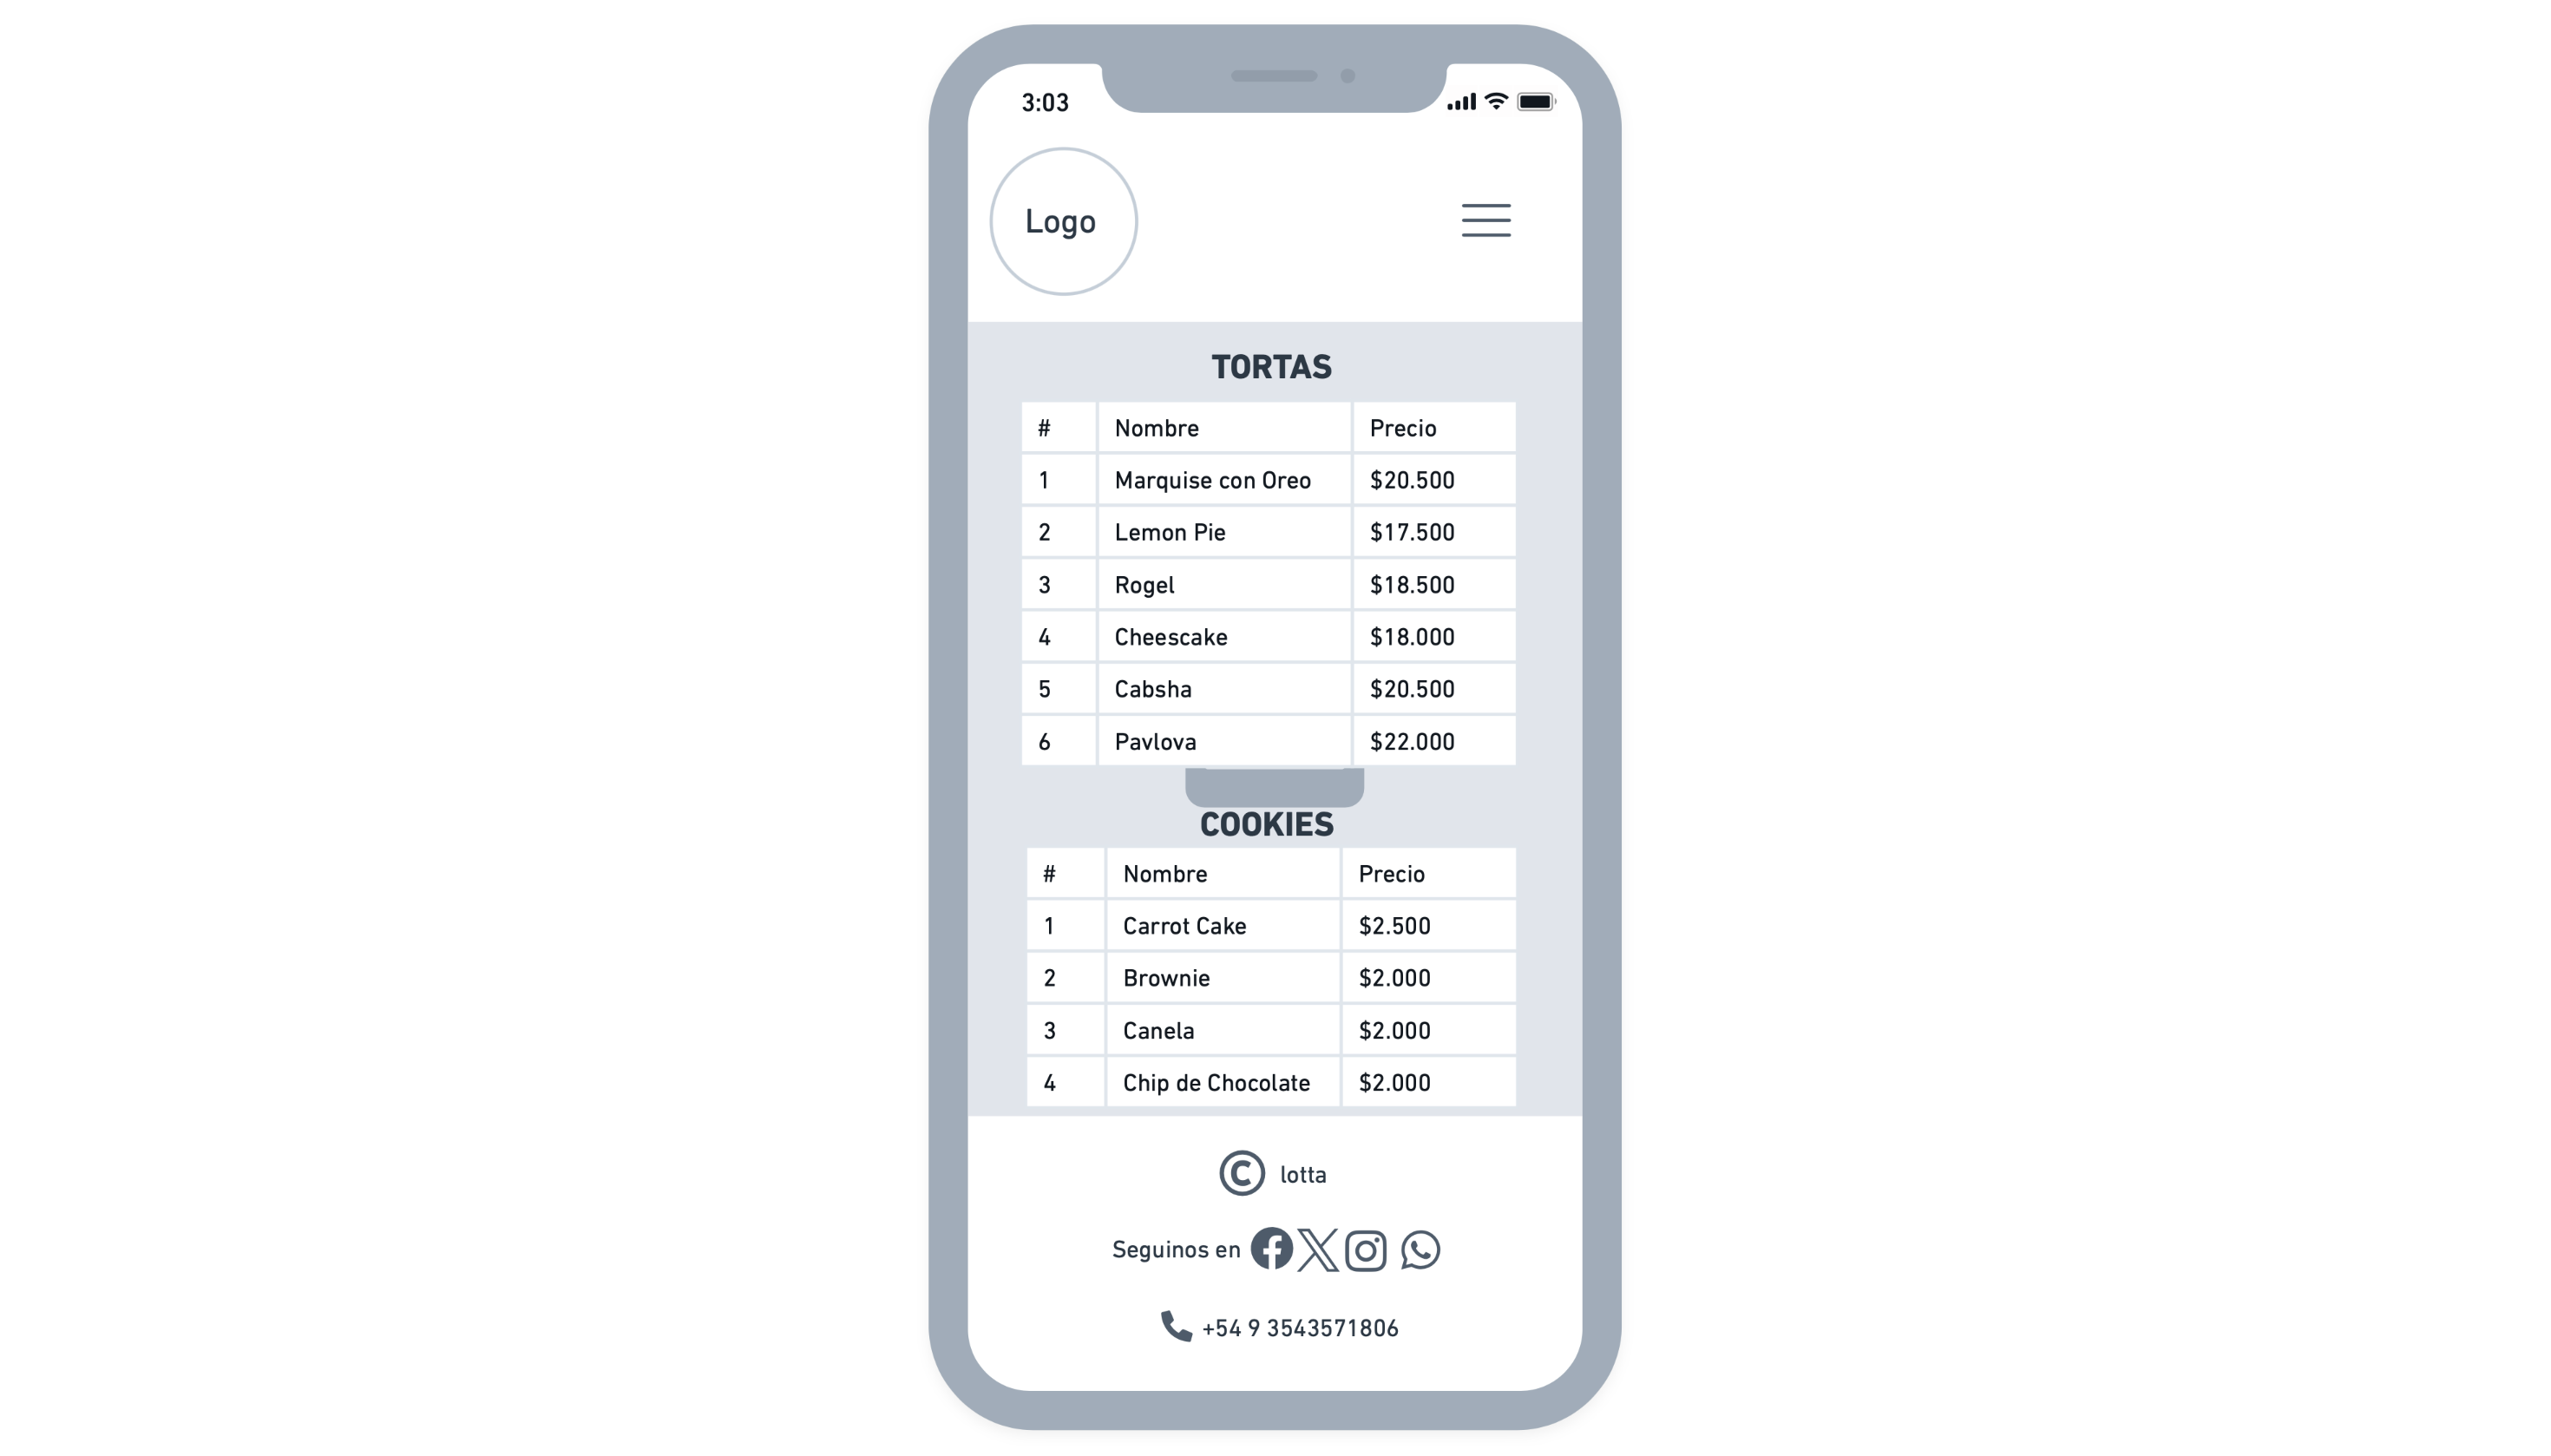 3:03
Logo
TORTAS
# Nombre Precio
1 Marquise con Oreo $20.500
2 Lemon Pie $17.500
3 Rogel $18.500
4 Cheescake $18.000
5 Cabsha $20.500
6 Pavlova $22.000
COOKIES
# Nombre Precio
1 Carrot Cake $2.500
2 Brownie $2.000
3 Canela $2.000
4 Chip de Chocolate $2.000
© lotta
Seguinos en
+54 9 3543571806